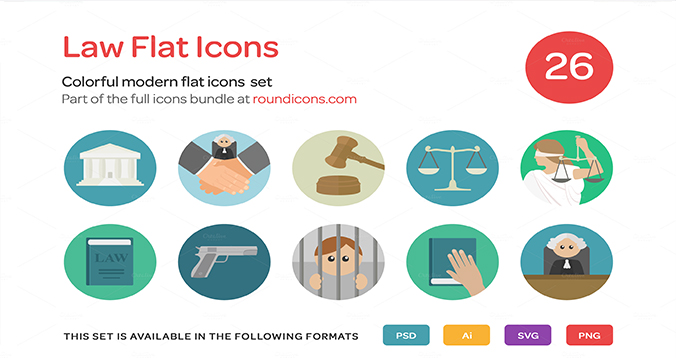 Law Flat Icons
26
Colorful modern flat icons set
Part of the full icons bundle at roundicons.com
LAW
THIS SET IS AVAILABLE IN THE FOLLOWING FORMATS
PSD
Ai
SVG
PNG